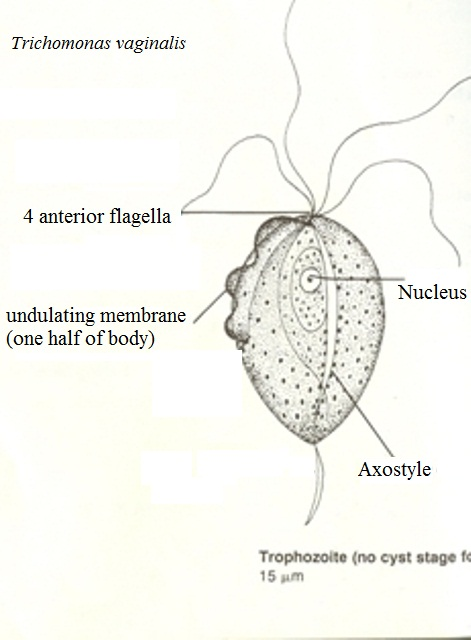 Trichomonas vaginalis
4 anterior flagella
Nucleus
undulating membrane
(one half of body)
Axostyle
Trophozoite (no cyst stage
15 µm